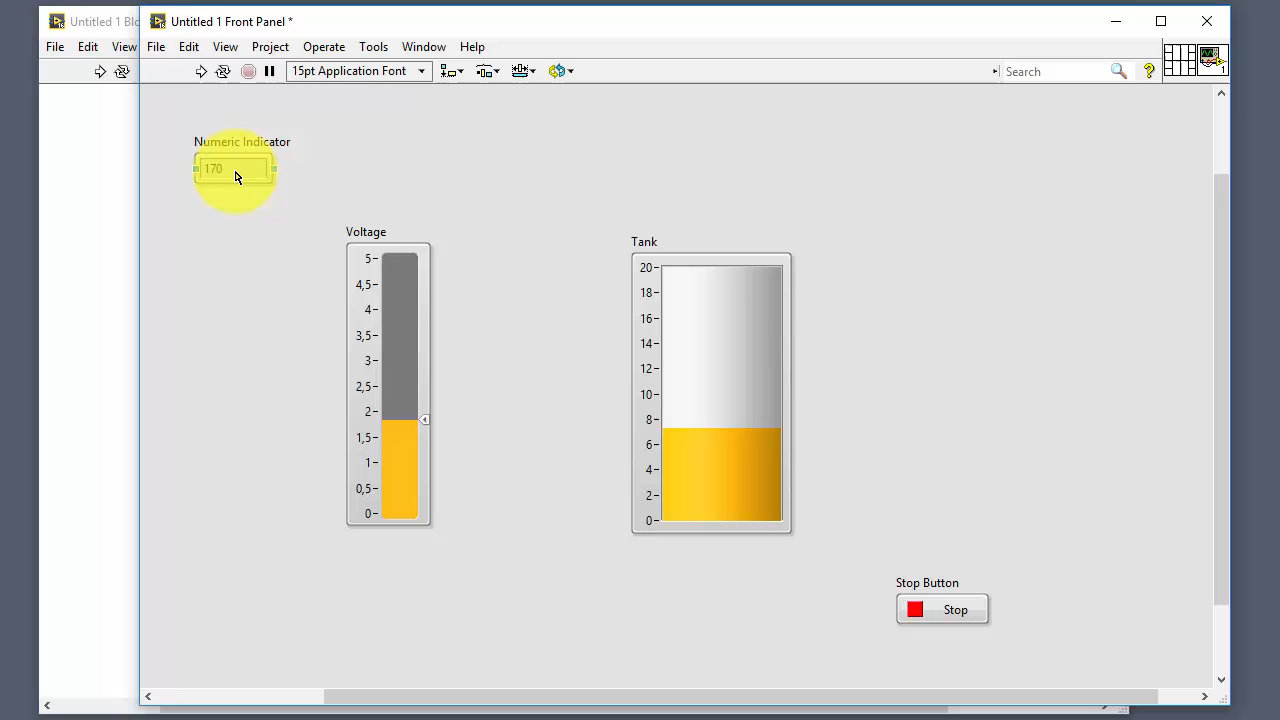 Untitled 1 Blo
Untitled 1 Front Panel *
File Edit View
File Edit View Project Operate Tools Window Help
15pt Application Font
Search
?
1
Numeric Indicator
170
Voltage
5
4,5
4
3,5
3
2,5
2
1,5
1
0,5
0
Tank
20
18
16
14
12
10
8
6
4
2
0
Stop Button
Stop